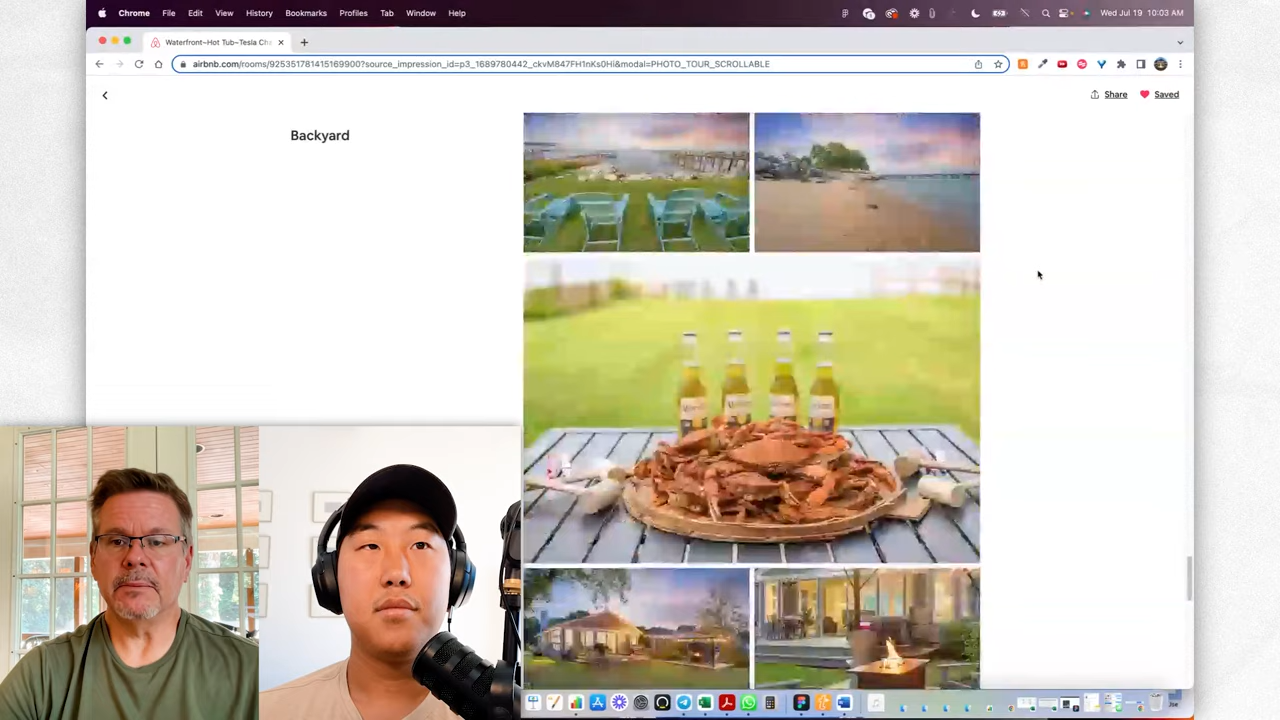 Chrome File Edit View History Bookmarks Profiles Tab Window Help
Wed Jul 19 10:03 AM
Waterfront~Hot Tub~Tesla Cha
airbnb.com/rooms/925351781415169900?source_impression_id=p3_1689780442_ckvM847FH1nKs0Hi&modal=PHOTO_TOUR_SCROLLABLE
Share Saved
Backyard